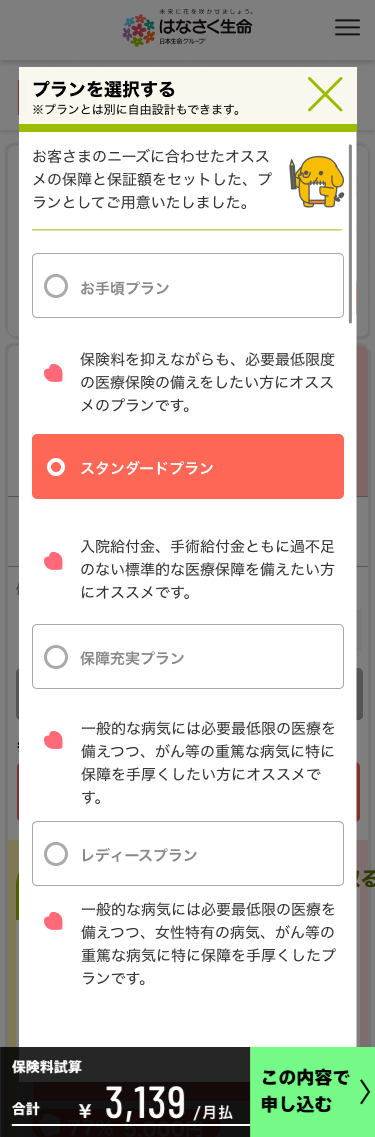 未来に花を咲かせましょう。
はなさく生命
日本生命グループ
プランを選択する
※プランとは別に自由設計もできます。
お客さまのニーズに合わせたオスス
メの保障と保証額をセットした、プ
ランとしてご用意いたしました。
お手頃プラン
保険料を抑えながらも、必要最低限度
の医療保険の備えをしたい方にオスス
メのプランです。
スタンダードプラン
入院給付金、手術給付金ともに過不足
のない標準的な医療保障を備えたい方
にオススメです。
保障充実プラン
一般的な病気には必要最低限の医療を
備えつつ、がん等の重篤な病気に特に
保障を手厚くしたい方にオススメで
す。
レディースプラン
一般的な病気には必要最低限の医療を
備えつつ、女性特有の病気、がん等の
重篤な病気に特に保障を手厚くしたプ
ランです。
保険料試算
合計 ¥ 3,139 /月払
この内容で
申し込む